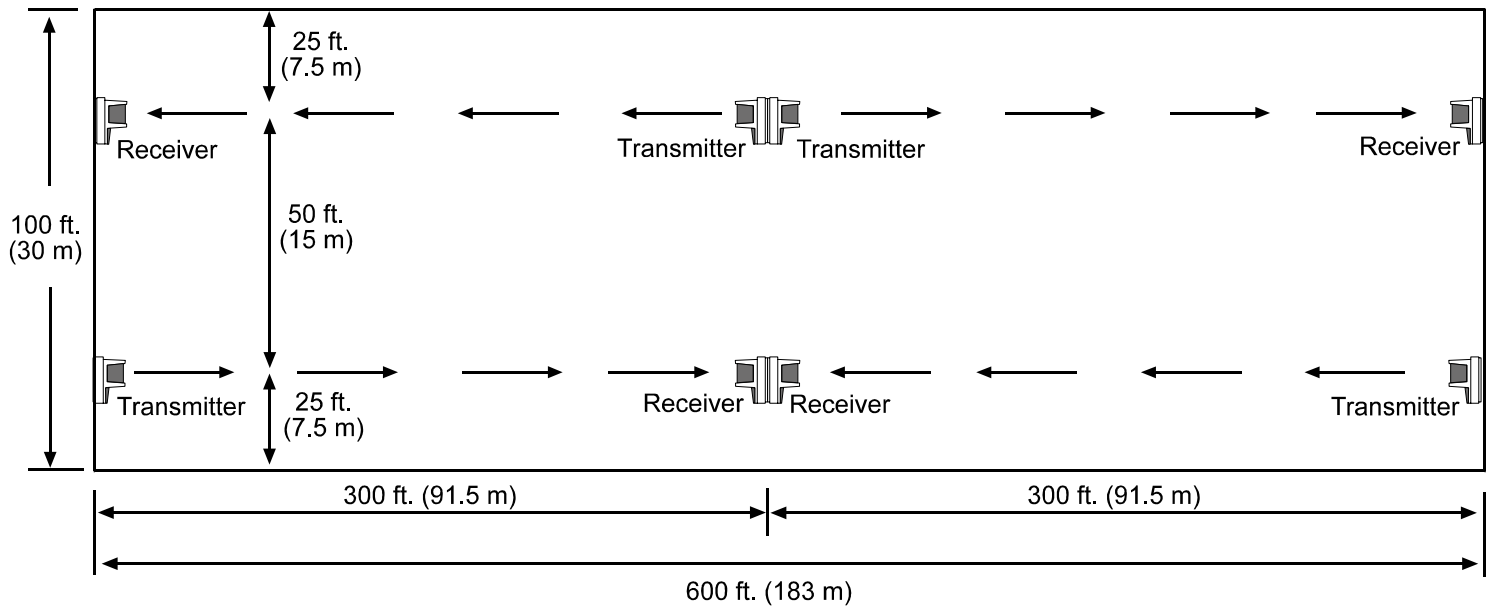 25 ft.
(7.5 m)
Receiver
Transmitter
Transmitter
Receiver
100 ft.
(30 m)
50 ft.
(15 m)
Transmitter
25 ft.
(7.5 m)
Receiver
Receiver
Transmitter
300 ft. (91.5 m)
300 ft. (91.5 m)
600 ft. (183 m)